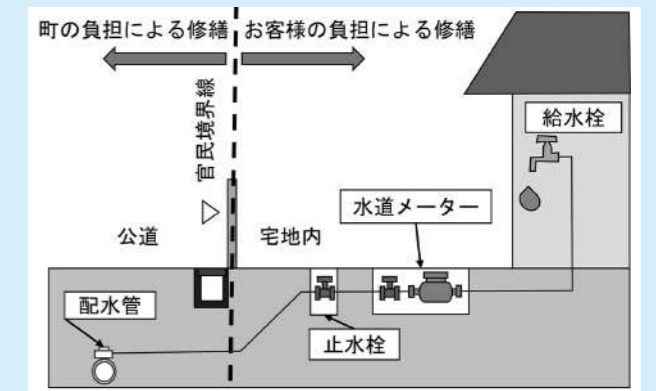 町の負担による修繕
お客様の負担による修繕
官民境界線
給水栓
水道メーター
公道
宅地内
配水管
止水栓